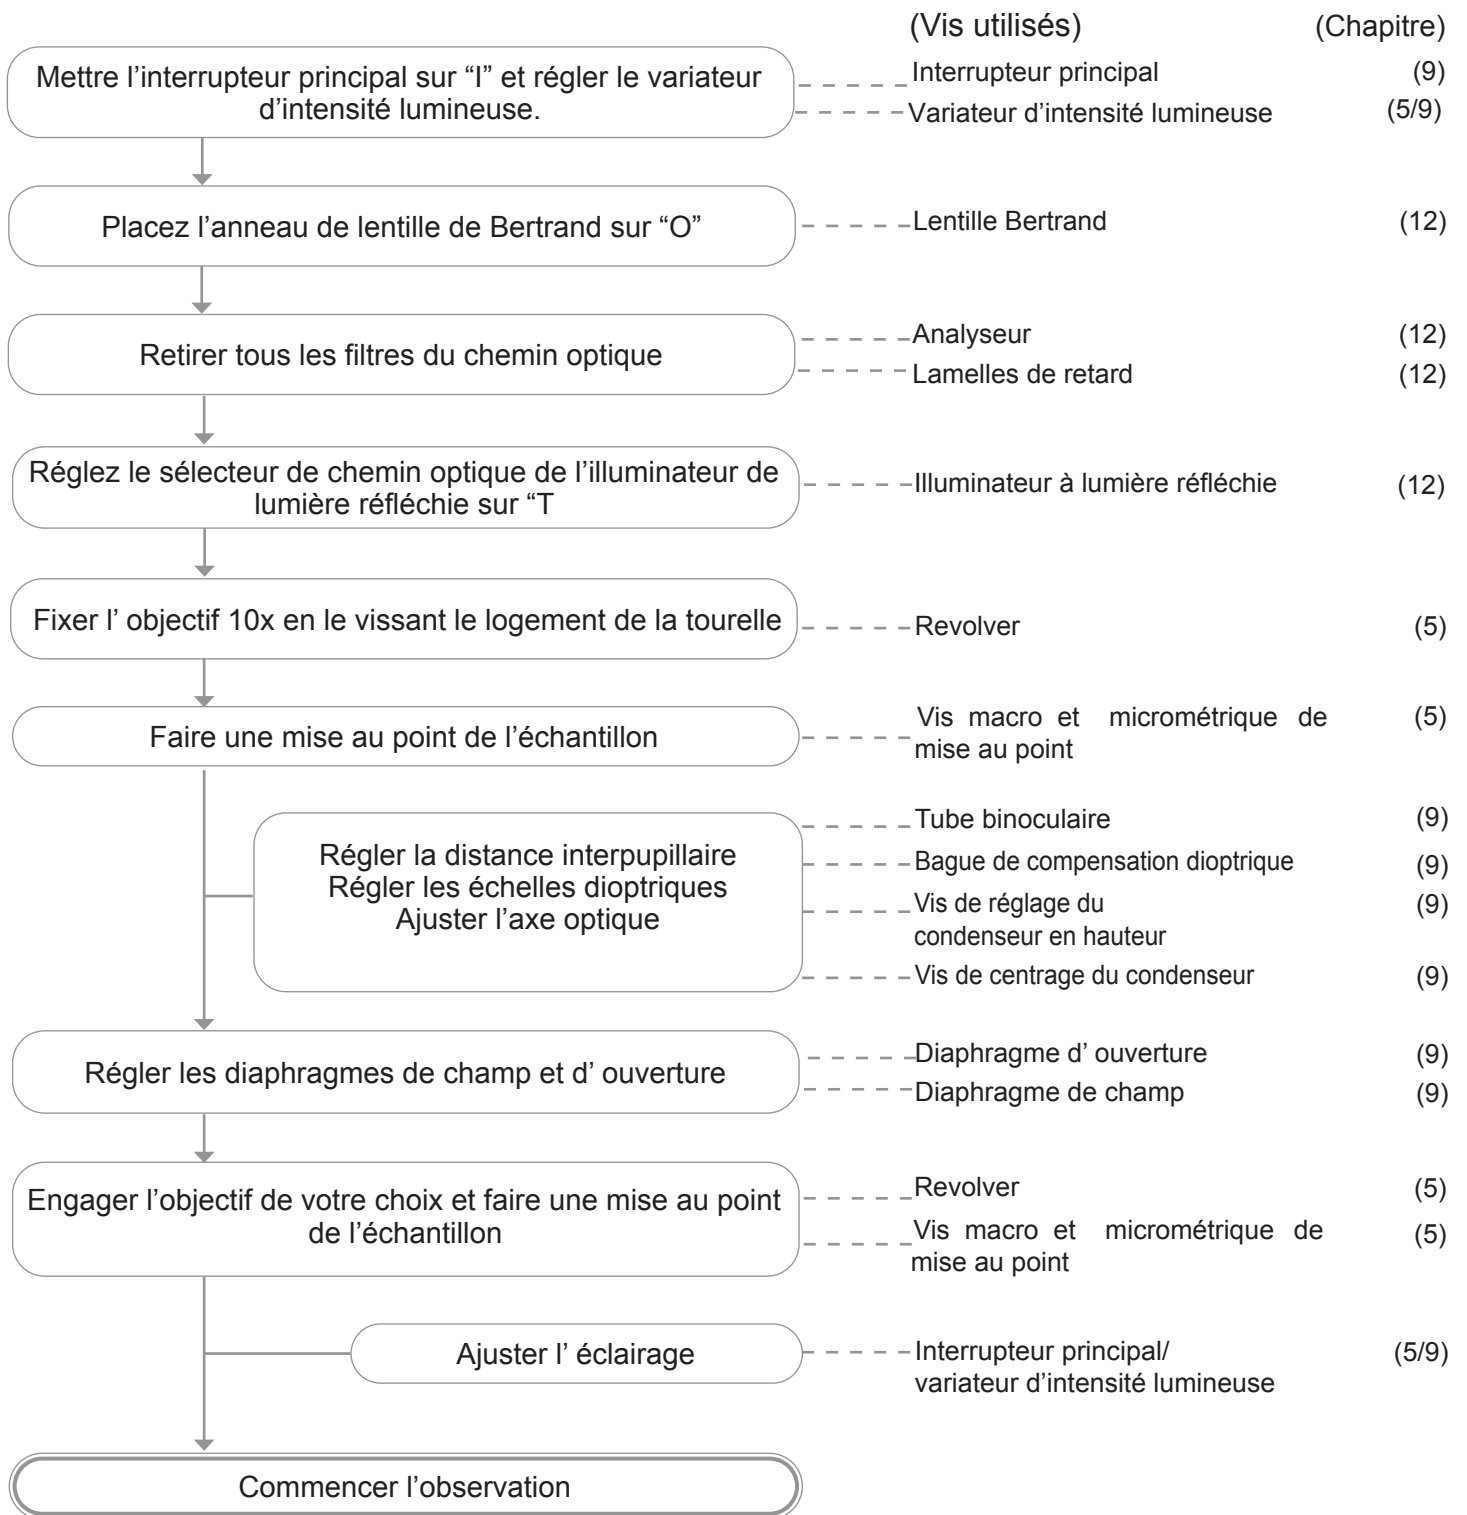 (Vis utilisés) (Chapitre)
Mettre l’interrupteur principal sur “I” et régler le variateur
d’intensité lumineuse.
Interrupteur principal (9)
Variateur d’intensité lumineuse (5/9)
Placez l’anneau de lentille de Bertrand sur “O”
Lentille Bertrand (12)
Retirer tous les filtres du chemin optique
Analyseur (12)
Lamelles de retard (12)
Réglez le sélecteur de chemin optique de l’illuminateur de
lumière réfléchie sur “T
Illuminateur à lumière réfléchie (12)
Fixer l’ objectif 10x en le vissant le logement de la tourelle
Revolver (5)
Faire une mise au point de l’échantillon
Vis macro et micrométrique de (5)
mise au point
Régler la distance interpupillaire
Régler les échelles dioptriques
Ajuster l’axe optique
Tube binoculaire (9)
Bague de compensation dioptrique (9)
Vis de réglage du (9)
condenseur en hauteur
Vis de centrage du condenseur (9)
Régler les diaphragmes de champ et d’ ouverture
Diaphragme d’ ouverture (9)
Diaphragme de champ (9)
Engager l’objectif de votre choix et faire une mise au point
de l’échantillon
Revolver (5)
Vis macro et micrométrique de (5)
mise au point
Ajuster l’ éclairage
Interrupteur principal/ (5/9)
variateur d’intensité lumineuse
Commencer l’observation